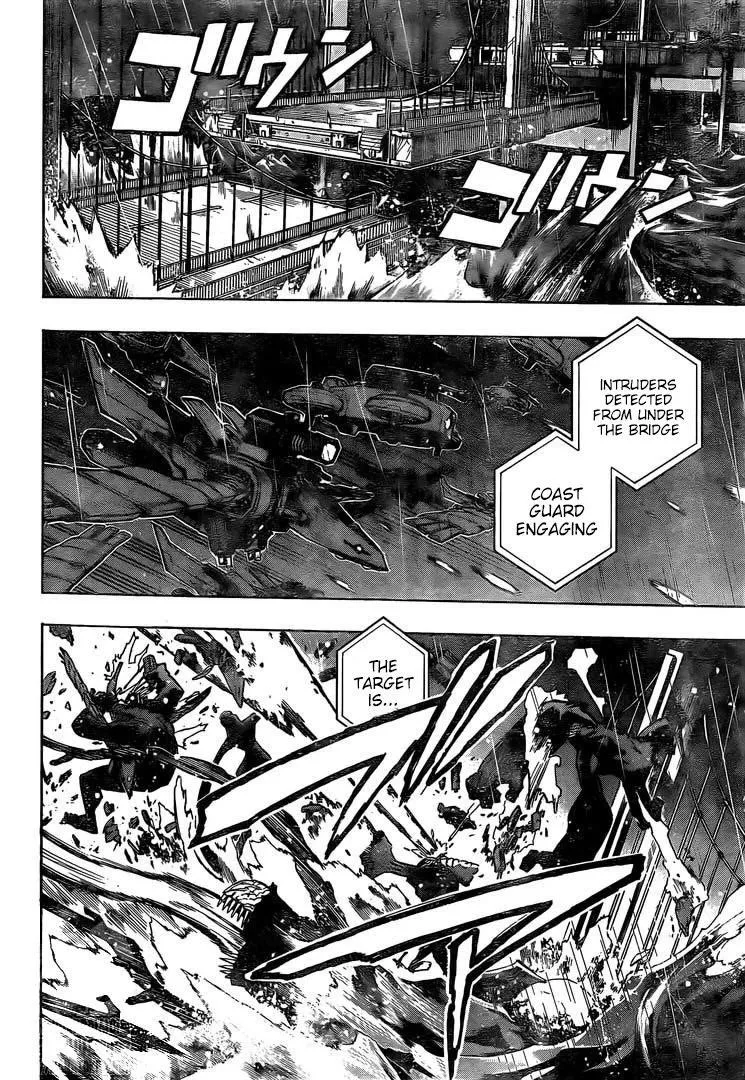 ゴウン
ゴウン
INTRUDERS
DETECTED
FROM UNDER
THE BRIDGE
COAST
GUARD
ENGAGING
THE
TARGET
IS...